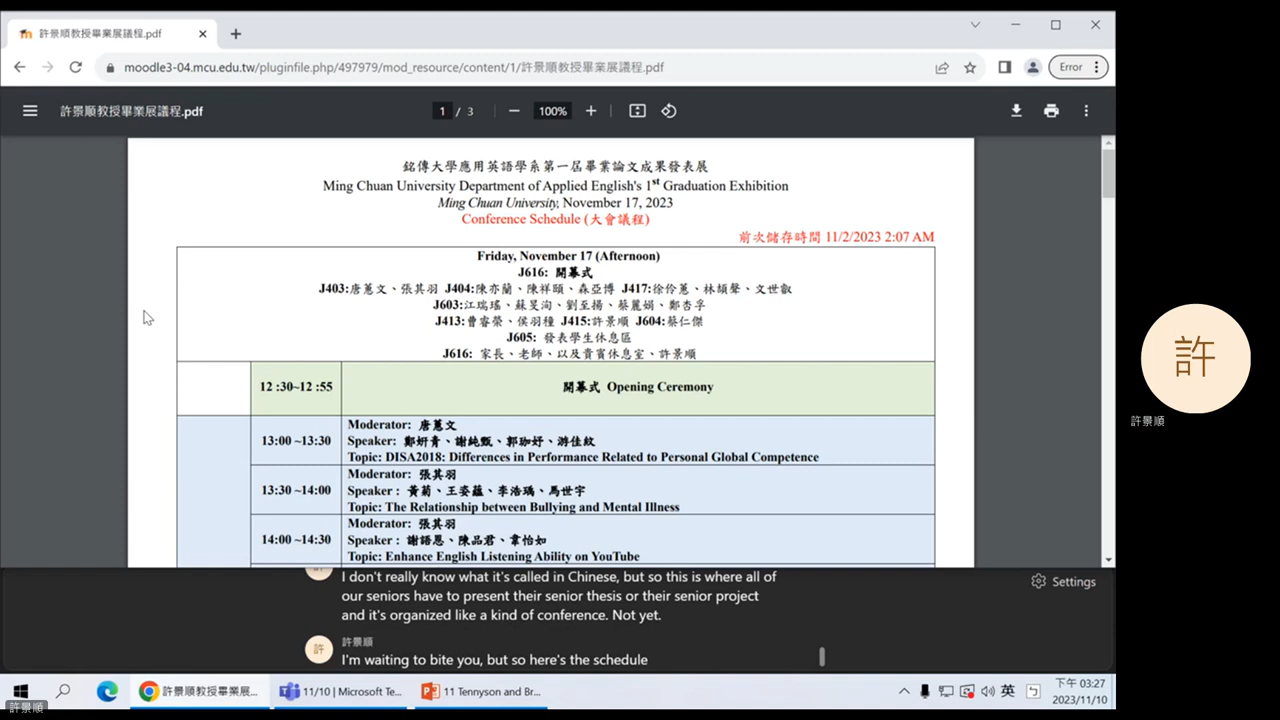 許景順教授畢業展議程.pdf
moodle3-04.mcu.edu.tw/pluginfile.php/497979/mod_resource/content/1/許景順教授畢業展議程.pdf
Error
許景順教授畢業展議程.pdf
1 / 3
100%
銘傳大學應用英語學系第一屆畢業論文成果發表展
Ming Chuan University Department of Applied English's 1st Graduation Exhibition
Ming Chuan University, November 17, 2023
Conference Schedule (大會議程)
前次儲存時間 11/2/2023 2:07 AM
Friday, November 17 (Afternoon)
J616: 開幕式
J403:唐蕙文、張其羽 J404:陳亦蘭、陳祥頤、森亞博 J417:徐伶蕙、林頡聲、文世叡
J603:江瑞瑤、蘇旻洵、劉至揚、蔡麗娟、鄭杏孚
J413:曹睿榮、侯羽穜 J415:許景順 J604:蔡仁傑
J605: 發表學生休息區
J616: 家長、老師、以及貴賓休息室、許景順
12 :30~12 :55
開幕式 Opening Ceremony
13:00 ~13:30
Moderator: 唐蕙文
Speaker: 鄭妍青、謝純甄、郭珈妤、游佳紋
Topic: DISA2018: Differences in Performance Related to Personal Global Competence
13:30 ~14:00
Moderator: 張其羽
Speaker : 黃菊、王姿蘊、李浩瑀、馬世宇
Topic: The Relationship between Bullying and Mental Illness
14:00 ~14:30
Moderator: 張其羽
Speaker : 謝語恩、陳品君、韋怡如
Topic: Enhance English Listening Ability on YouTube
I don't really know what it's called in Chinese, but so this is where all of
our seniors have to present their senior thesis or their senior project
and it's organized like a kind of conference. Not yet.
Settings
許景順
許
I'm waiting to bite you, but so here's the schedule
許
許景順
許景順教授畢業展...
11/10 | Microsoft Te...
11 Tennyson and Br...
英
下午 03:27
2023/11/10
許景順